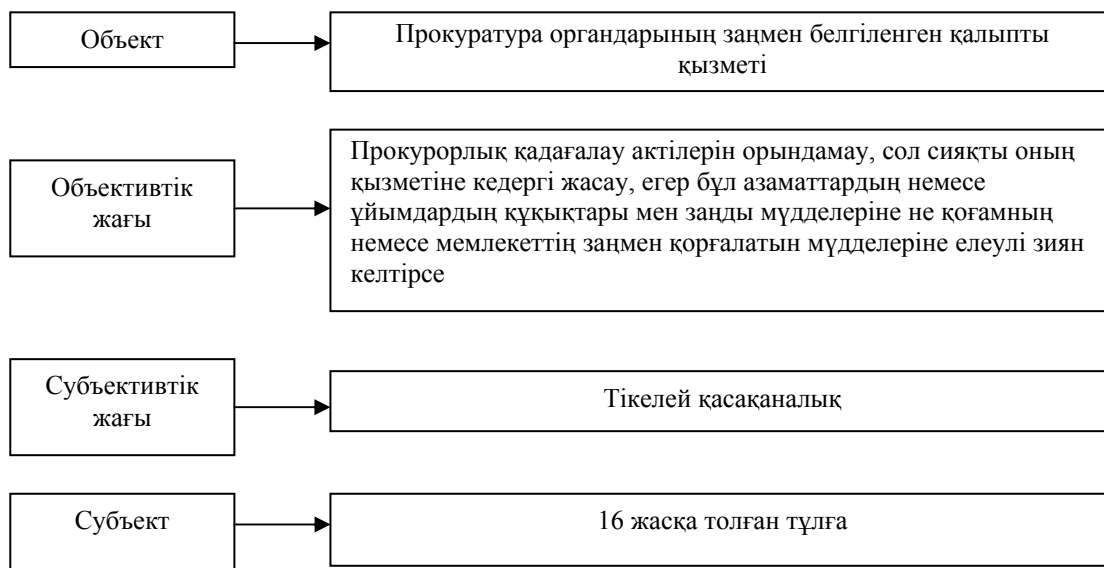 Объект
Прокуратура органдарының заңмен белгіленген қалыпты
қызметі
Объективтік
жағы
Прокурорлық қадағалау актілерін орындамау, сол сияқты оның
қызметіне кедергі жасау, егер бұл азаматтардың немесе
ұйымдардың құқықтары мен заңды мүдделеріне не қоғамның
немесе мемлекеттің заңмен қорғалатын мүдделеріне елеулі зиян
келтірсе
Субъективтік
жағы
Тікелей қасақаналық
Субъект
16 жасқа толған тұлға